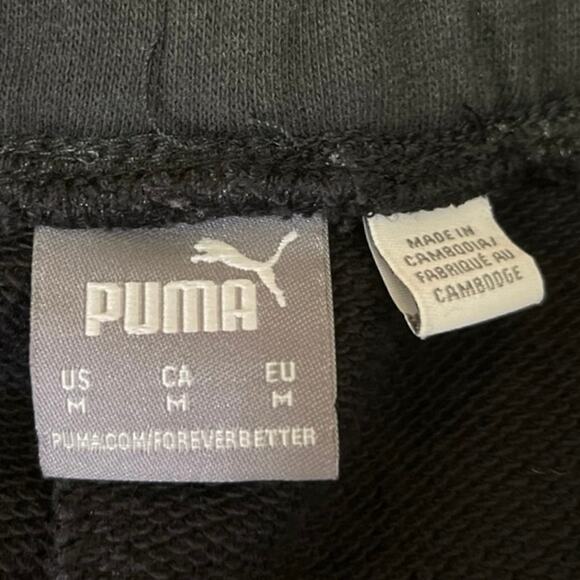 PUMA
US CA EU
M M M
PUMA.COM/FOREVERBETTER
MADE IN
CAMBODIA/
FABRIQUÉ AU
CAMBODGE